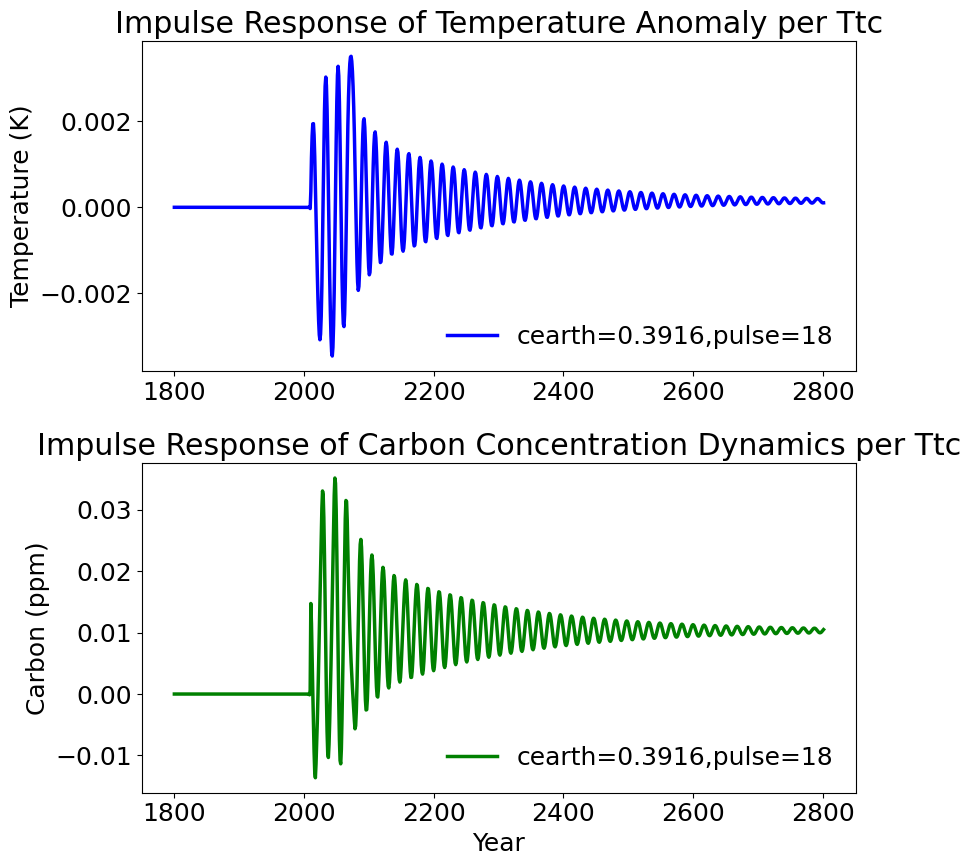 Impulse Response of Temperature Anomaly per Ttc
Temperature (K)
0.002
0.000
−0.002
cearth=0.3916,pulse=18
1800 2000 2200 2400 2600 2800
Impulse Response of Carbon Concentration Dynamics per Ttc
Carbon (ppm)
0.03
0.02
0.01
0.00
−0.01
cearth=0.3916,pulse=18
1800 2000 2200 2400 2600 2800
Year